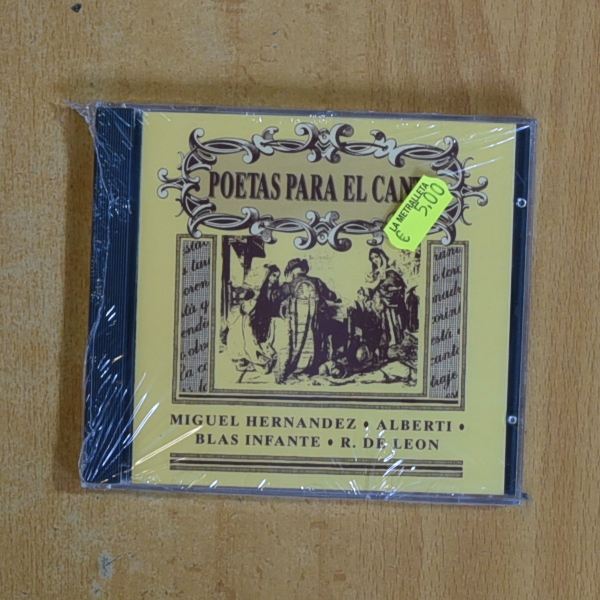 POETAS PARA EL CAN
LA METRALLETA
€ 5,00
MIGUEL HERNANDEZ • ALBERTI •
BLAS INFANTE • R. DE LEON